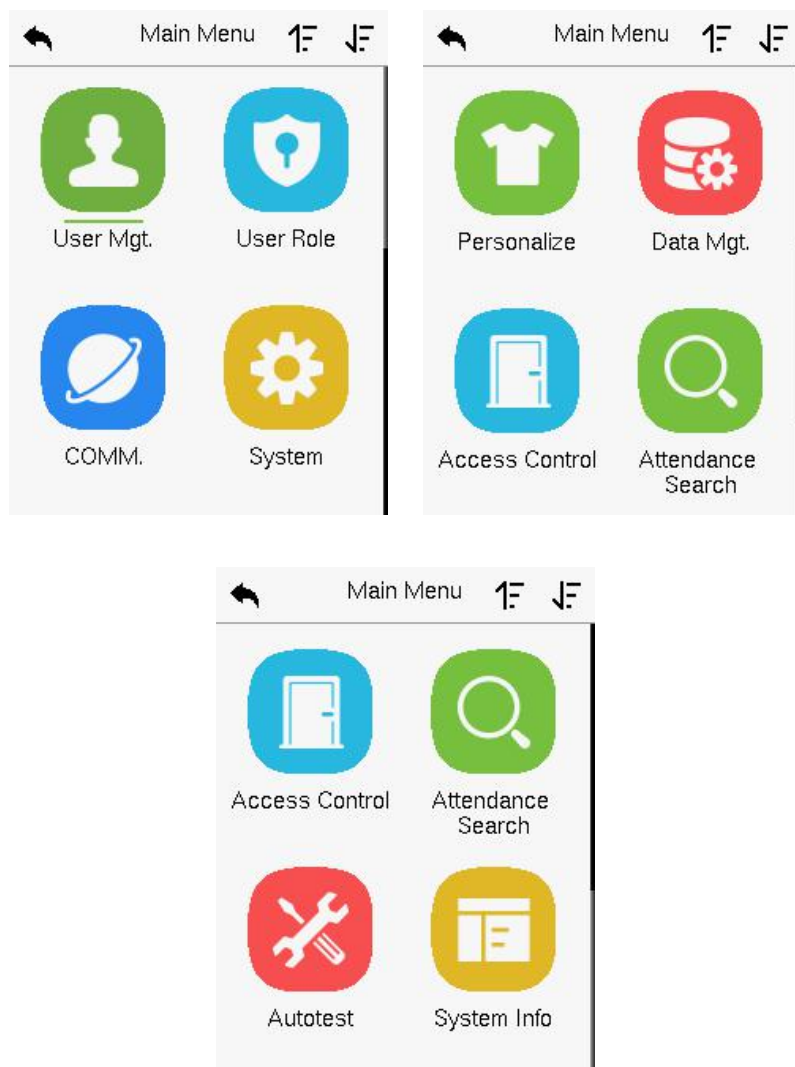 Main Menu
User Mgt.
User Role
COMM.
System
Main Menu
Personalize
Data Mgt.
Access Control
Attendance
Search
Main Menu
Access Control
Attendance
Search
Autotest
System Info